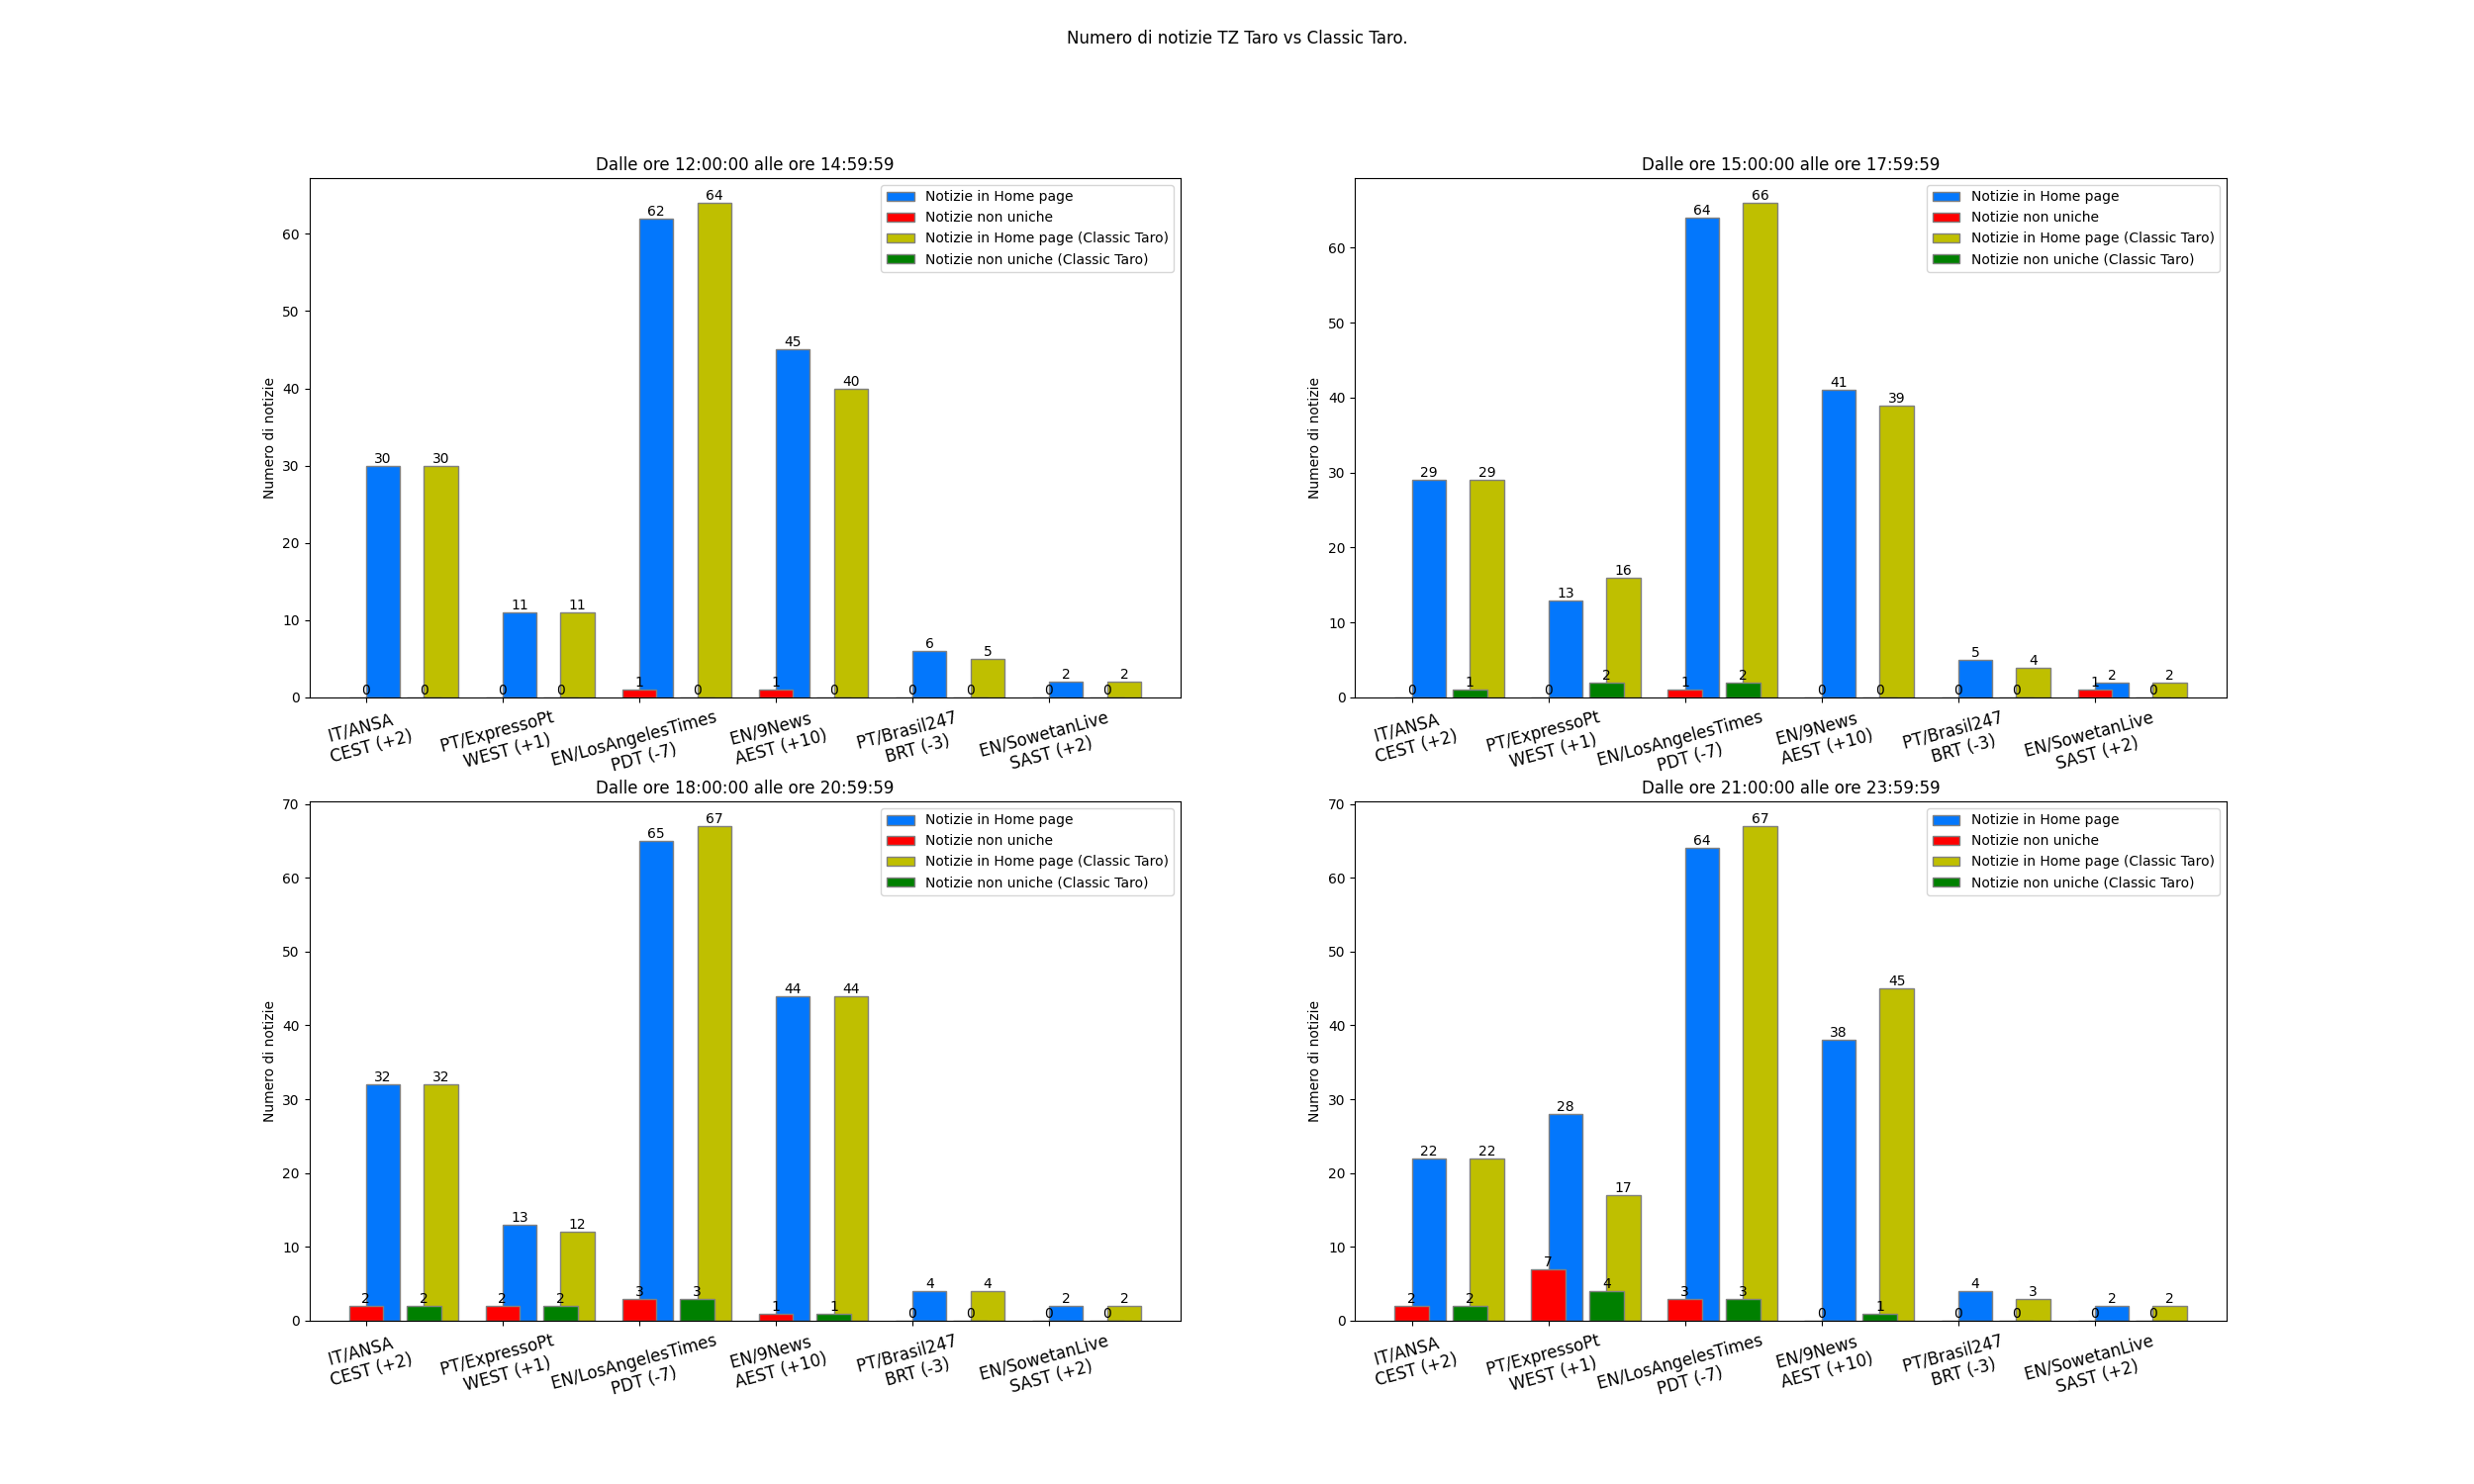 Numero di notizie TZ Taro vs Classic Taro.
Dalle ore 12:00:00 alle ore 14:59:59
Notizie in Home page
Notizie non uniche
Notizie in Home page (Classic Taro)
Notizie non uniche (Classic Taro)
Numero di notizie
60
50
40
30
20
10
0
30 30 11 11 62 64 45 40 6 5 2 2
0 0 0 0 1 0 1 0 0 0 0 0
IT/ANSA
CEST (+2)
PT/ExpressoPt
WEST (+1)
EN/LosAngelesTimes
PDT (-7)
EN/9News
AEST (+10)
PT/Brasil247
BRT (-3)
EN/SowetanLive
SAST (+2)
Dalle ore 15:00:00 alle ore 17:59:59
Notizie in Home page
Notizie non uniche
Notizie in Home page (Classic Taro)
Notizie non uniche (Classic Taro)
Numero di notizie
60
50
40
30
20
10
0
29 29 13 16 64 66 41 39 5 4 2 2
0 1 0 2 1 2 0 0 0 0 1 0
IT/ANSA
CEST (+2)
PT/ExpressoPt
WEST (+1)
EN/LosAngelesTimes
PDT (-7)
EN/9News
AEST (+10)
PT/Brasil247
BRT (-3)
EN/SowetanLive
SAST (+2)
Dalle ore 18:00:00 alle ore 20:59:59
Notizie in Home page
Notizie non uniche
Notizie in Home page (Classic Taro)
Notizie non uniche (Classic Taro)
Numero di notizie
70
60
50
40
30
20
10
0
32 32 13 12 65 67 44 44 4 4 2 2
2 2 2 2 3 3 1 1 0 0 0 0
IT/ANSA
CEST (+2)
PT/ExpressoPt
WEST (+1)
EN/LosAngelesTimes
PDT (-7)
EN/9News
AEST (+10)
PT/Brasil247
BRT (-3)
EN/SowetanLive
SAST (+2)
Dalle ore 21:00:00 alle ore 23:59:59
Notizie in Home page
Notizie non uniche
Notizie in Home page (Classic Taro)
Notizie non uniche (Classic Taro)
Numero di notizie
70
60
50
40
30
20
10
0
22 22 28 17 64 67 38 45 4 3 2 2
2 2 7 4 3 3 0 1 0 0 0 0
IT/ANSA
CEST (+2)
PT/ExpressoPt
WEST (+1)
EN/LosAngelesTimes
PDT (-7)
EN/9News
AEST (+10)
PT/Brasil247
BRT (-3)
EN/SowetanLive
SAST (+2)